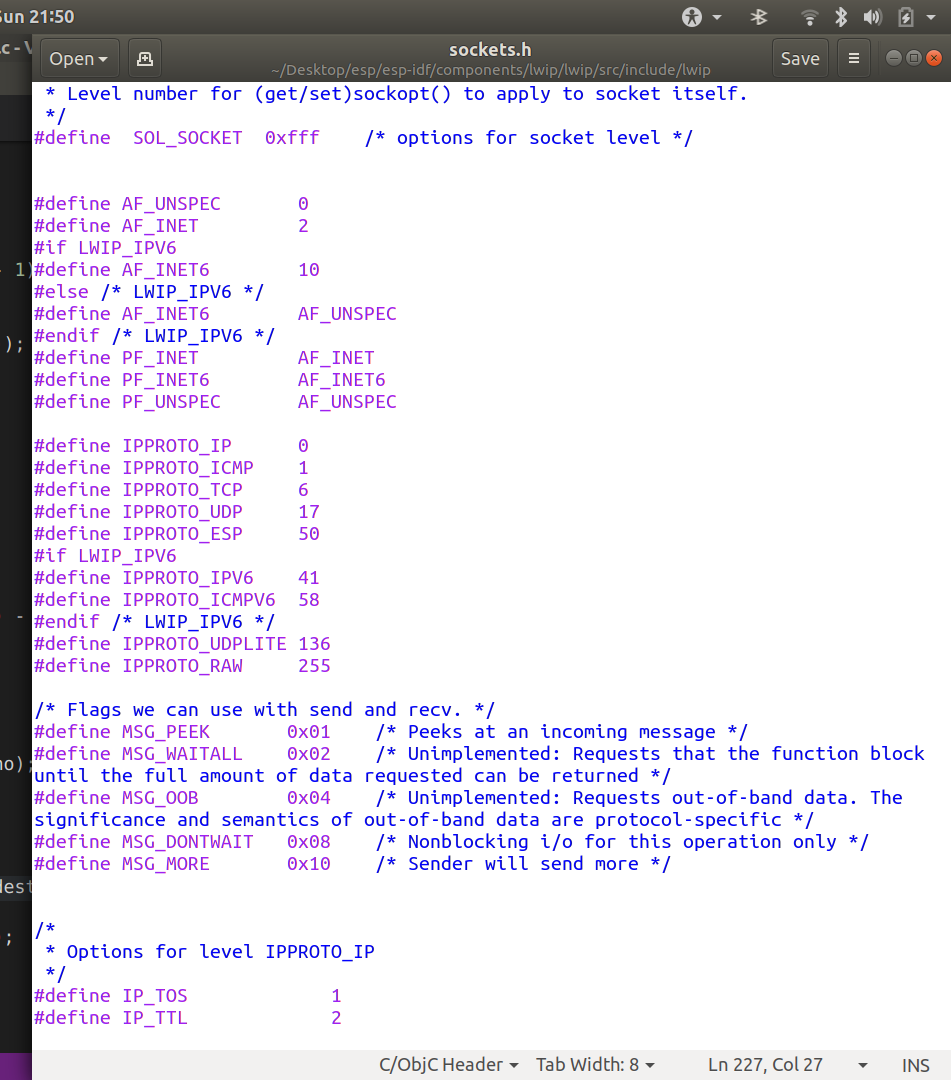 Sun 21:50
Open
sockets.h
~/Desktop/esp/esp-idf/components/lwip/lwip/src/include/lwip
Save
* Level number for (get/set)sockopt() to apply to socket itself.
*/
#define  SOL_SOCKET  0xfff    /* options for socket level */
#define AF_UNSPEC       0
#define AF_INET         2
#if LWIP_IPV6
#define AF_INET6        10
#else /* LWIP_IPV6 */
#define AF_INET6        AF_UNSPEC
#endif /* LWIP_IPV6 */
#define PF_INET         AF_INET
#define PF_INET6        AF_INET6
#define PF_UNSPEC       AF_UNSPEC
#define IPPROTO_IP      0
#define IPPROTO_ICMP    1
#define IPPROTO_TCP     6
#define IPPROTO_UDP     17
#define IPPROTO_ESP     50
#if LWIP_IPV6
#define IPPROTO_IPV6    41
#define IPPROTO_ICMPV6  58
#endif /* LWIP_IPV6 */
#define IPPROTO_UDPLITE 136
#define IPPROTO_RAW     255
/* Flags we can use with send and recv. */
#define MSG_PEEK       0x01    /* Peeks at an incoming message */
#define MSG_WAITALL    0x02    /* Unimplemented: Requests that the function block
until the full amount of data requested can be returned */
#define MSG_OOB        0x04    /* Unimplemented: Requests out-of-band data. The
significance and semantics of out-of-band data are protocol-specific */
#define MSG_DONTWAIT   0x08    /* Nonblocking i/o for this operation only */
#define MSG_MORE       0x10    /* Sender will send more */
/*
* Options for level IPPROTO_IP
*/
#define IP_TOS             1
#define IP_TTL             2
C/ObjC Header
Tab Width: 8
Ln 227, Col 27
INS